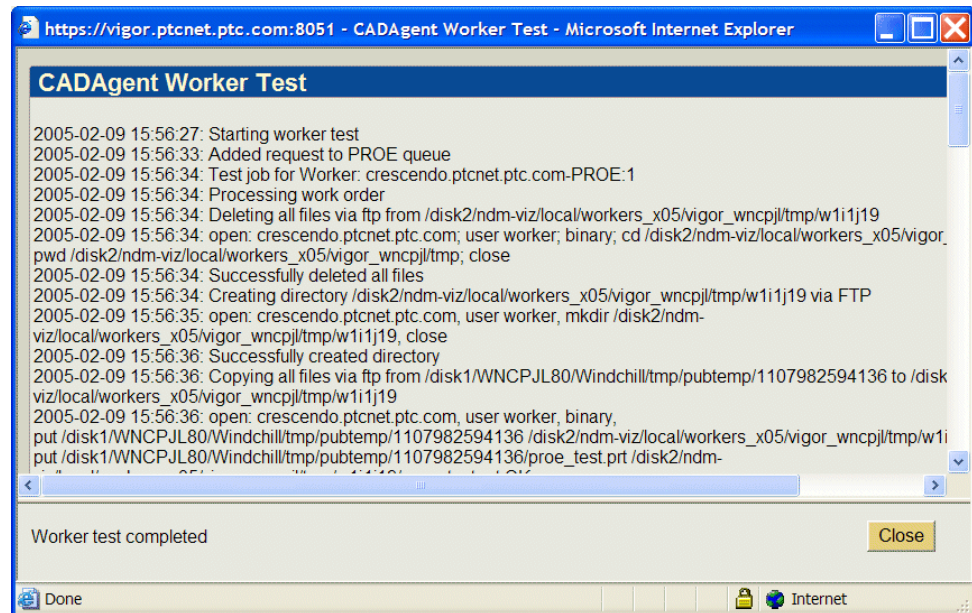 https://vigor.ptcnet.ptc.com:8051 - CADAgent Worker Test - Microsoft Internet Explorer
CADAgent Worker Test
2005-02-09 15:56:27: Starting worker test
2005-02-09 15:56:33: Added request to PROE queue
2005-02-09 15:56:34: Test job for Worker: crescendo.ptcnet.ptc.com-PROE:1
2005-02-09 15:56:34: Processing work order
2005-02-09 15:56:34: Deleting all files via ftp from /disk2/ndm-viz/local/workers_x05/vigor_wncpjl/tmp/w1i1j19
2005-02-09 15:56:34: open: crescendo.ptcnet.ptc.com; user worker; binary; cd /disk2/ndm-viz/local/workers_x05/vigor_
pwd /disk2/ndm-viz/local/workers_x05/vigor_wncpjl/tmp; close
2005-02-09 15:56:34: Successfully deleted all files
2005-02-09 15:56:34: Creating directory /disk2/ndm-viz/local/workers_x05/vigor_wncpjl/tmp/w1i1j19 via FTP
2005-02-09 15:56:35: open: crescendo.ptcnet.ptc.com, user worker, mkdir /disk2/ndm-
viz/local/workers_x05/vigor_wncpjl/tmp/w1i1j19, close
2005-02-09 15:56:36: Successfully created directory
2005-02-09 15:56:36: Copying all files via ftp from /disk1/WNCPJL80/Windchill/tmp/pubtemp/1107982594136 to /disk
viz/local/workers_x05/vigor_wncpjl/tmp/w1i1j19
2005-02-09 15:56:36: open: crescendo.ptcnet.ptc.com, user worker, binary,
put /disk1/WNCPJL80/Windchill/tmp/pubtemp/1107982594136 /disk2/ndm-viz/local/workers_x05/vigor_wncpjl/tmp/w1i
put /disk1/WNCPJL80/Windchill/tmp/pubtemp/1107982594136/proe_test.prt /disk2/ndm-
Worker test completed
Close
Done
Internet